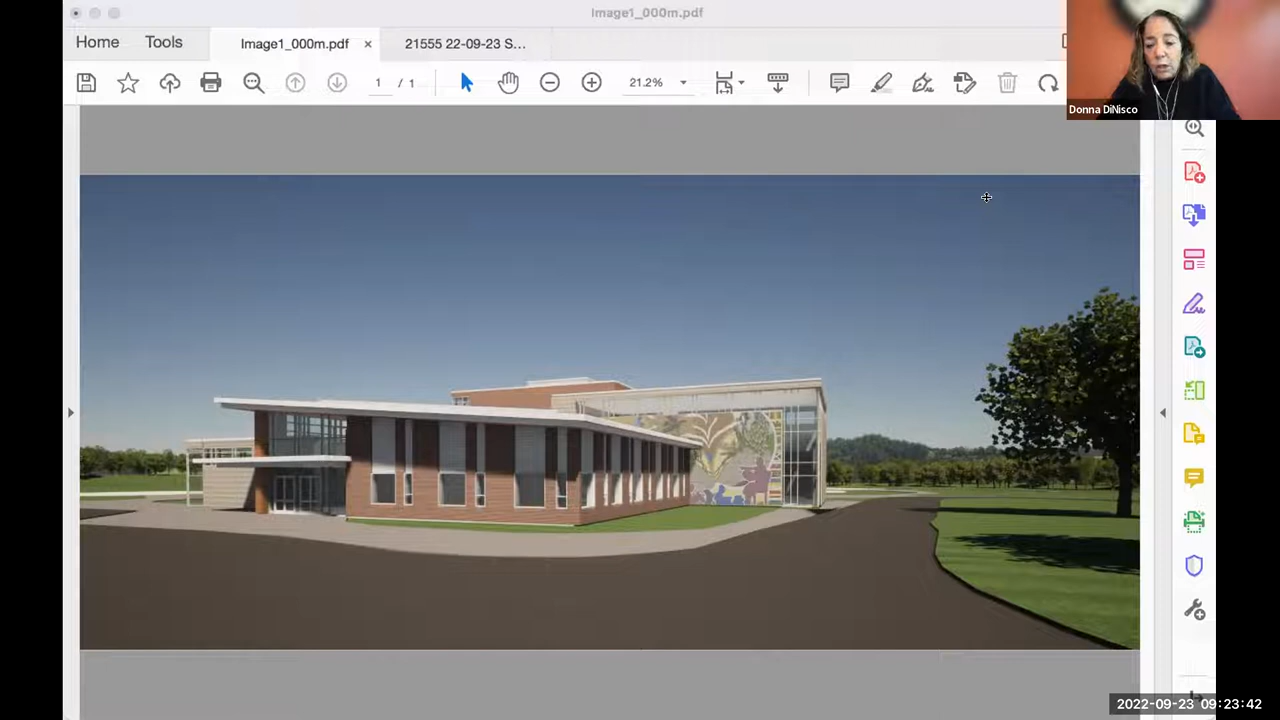 Image1_000m.pdf
Home
Tools
Image1_000m.pdf
×
21555 22-09-23 S...
1 / 1
21.2%
Donna DiNisco
2022-09-23 09:23:42